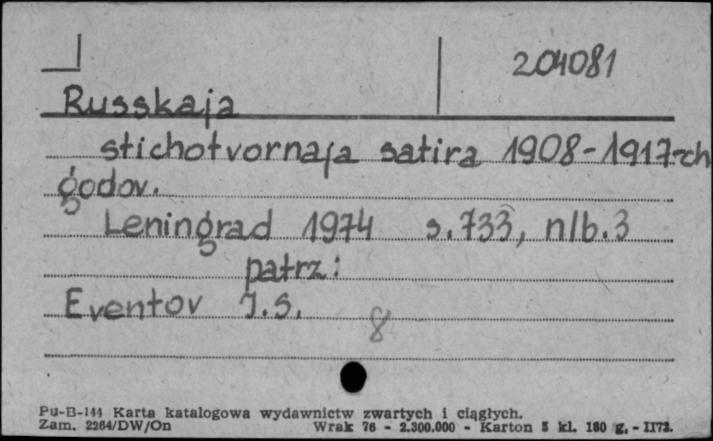 204081
Russkaja
stichotvornaja satira 1908-1917-ch
godov.
Leningrad 1974 s.733, nlb.3
patrz:
Eventov J.S.
8
Pu-B-144 Karta katalogowa wydawnictw zwartych i ciągłych.
Zam. 2264/DW/On Wrak 76 - 2.300.000 - Karton 5 kl. 180 g. - II73.